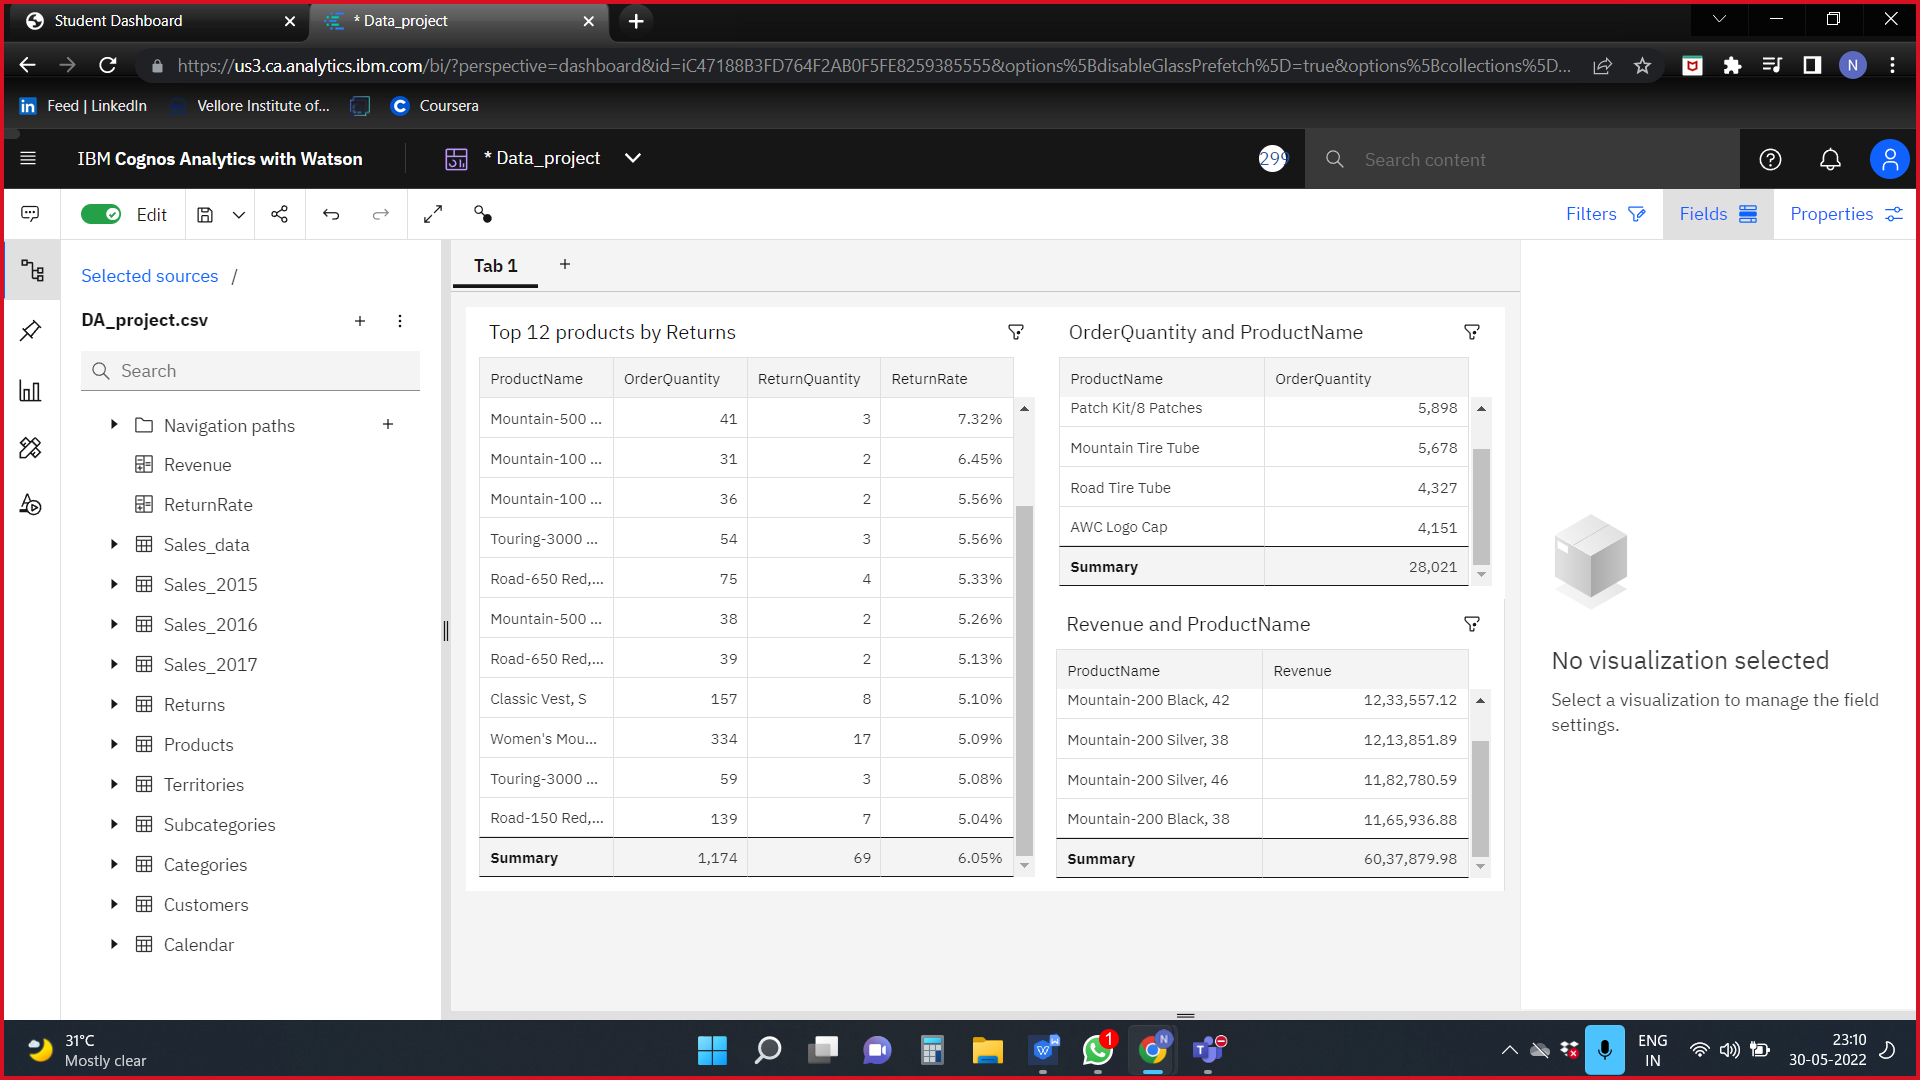 Student Dashboard
* Data_project
https://us3.ca.analytics.ibm.com/bi/?perspective=dashboard&id=iC47188B3FD764F2AB0F5FE8259385555&options%5BdisableGlassPrefetch%5D=true&options%5Bcollections%5D...
N
Feed | LinkedIn
Vellore Institute of...
Coursera
IBM Cognos Analytics with Watson
* Data_project
299
Search content
Edit
Filters
Fields
Properties
Selected sources /
DA_project.csv
Search
Navigation paths
Revenue
ReturnRate
Sales_data
Sales_2015
Sales_2016
Sales_2017
Returns
Products
Territories
Subcategories
Categories
Customers
Calendar
Tab 1
Top 12 products by Returns
ProductName OrderQuantity ReturnQuantity ReturnRate
Mountain-500 ... 41 3 7.32%
Mountain-100 ... 31 2 6.45%
Mountain-100 ... 36 2 5.56%
Touring-3000 ... 54 3 5.56%
Road-650 Red,... 75 4 5.33%
Mountain-500 ... 38 2 5.26%
Road-650 Red,... 39 2 5.13%
Classic Vest, S 157 8 5.10%
Women's Mou... 334 17 5.09%
Touring-3000 ... 59 3 5.08%
Road-150 Red,... 139 7 5.04%
Summary 1,174 69 6.05%
OrderQuantity and ProductName
ProductName OrderQuantity
Patch Kit/8 Patches 5,898
Mountain Tire Tube 5,678
Road Tire Tube 4,327
AWC Logo Cap 4,151
Summary 28,021
Revenue and ProductName
ProductName Revenue
Mountain-200 Black, 42 12,33,557.12
Mountain-200 Silver, 38 12,13,851.89
Mountain-200 Silver, 46 11,82,780.59
Mountain-200 Black, 38 11,65,936.88
Summary 60,37,879.98
No visualization selected
Select a visualization to manage the field
settings.
31°C
Mostly clear
W
1
N
T
ENG
IN
23:10
30-05-2022